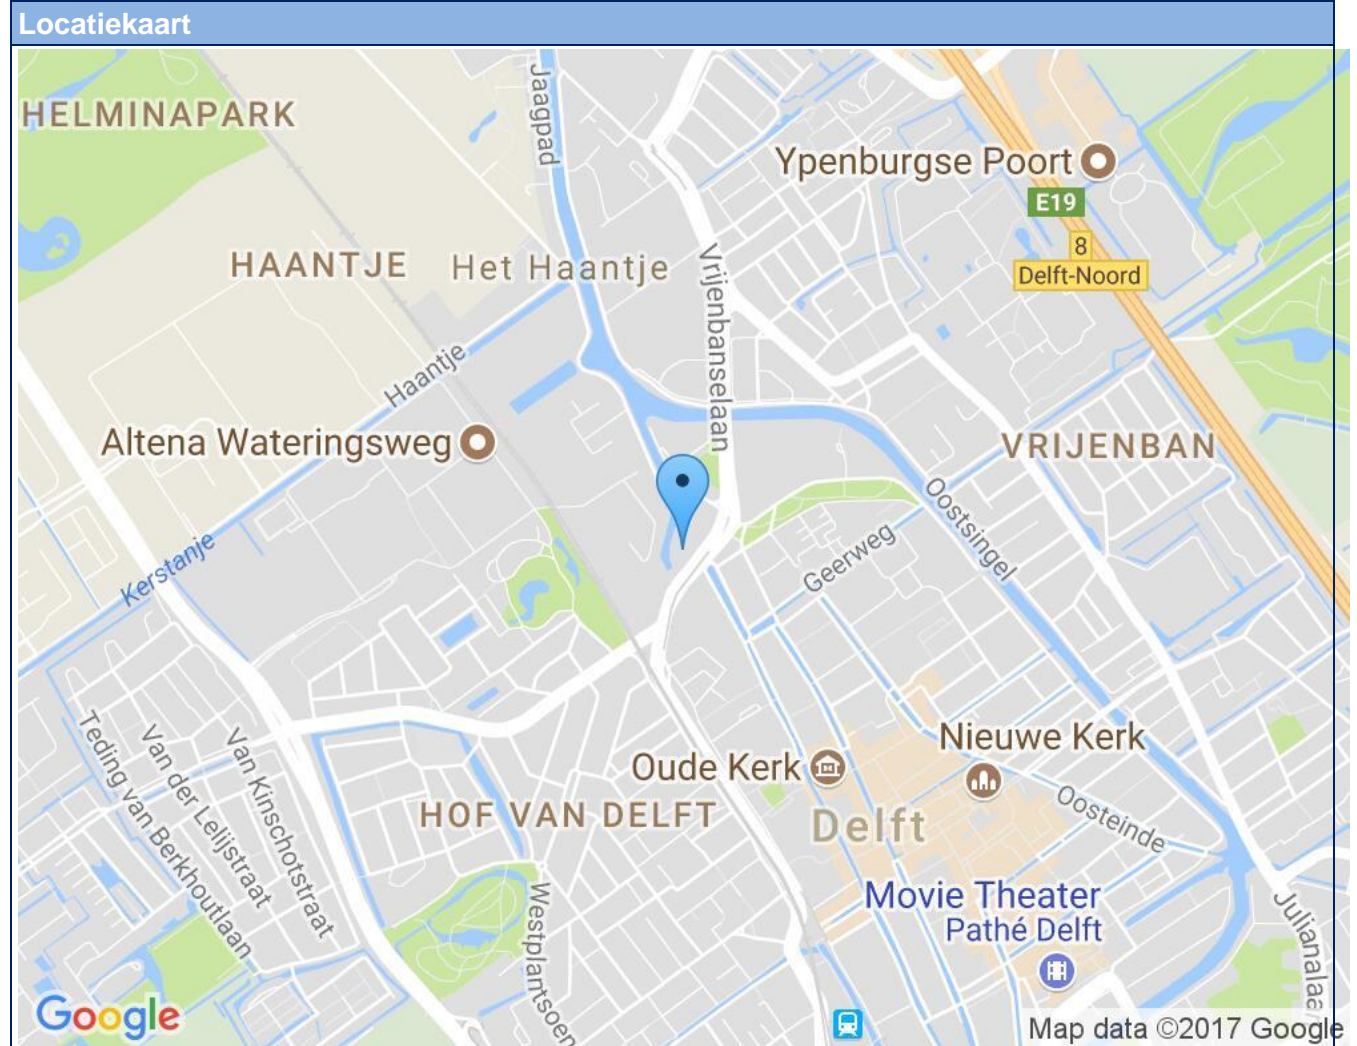 Locatiekaart
HELMINAPARK
Jaagpad
Ypenburgse Poort
E19
8
Delft-Noord
HAANTJE
Het Haantje
Vrijenbanselaan
Haantje
Altena Wateringsweg
VRIJENBAN
Oostsingel
Geerweg
Kerstanje
Teding van Berkhoutlaan
Van der Lelijstraat
Van Kinschotstraat
Nieuwe Kerk
Oude Kerk
HOF VAN DELFT
Delft
Oosteinde
Westplantsoen
Movie Theater
Pathé Delft
Julianalaa
Google
Map data ©2017 Google